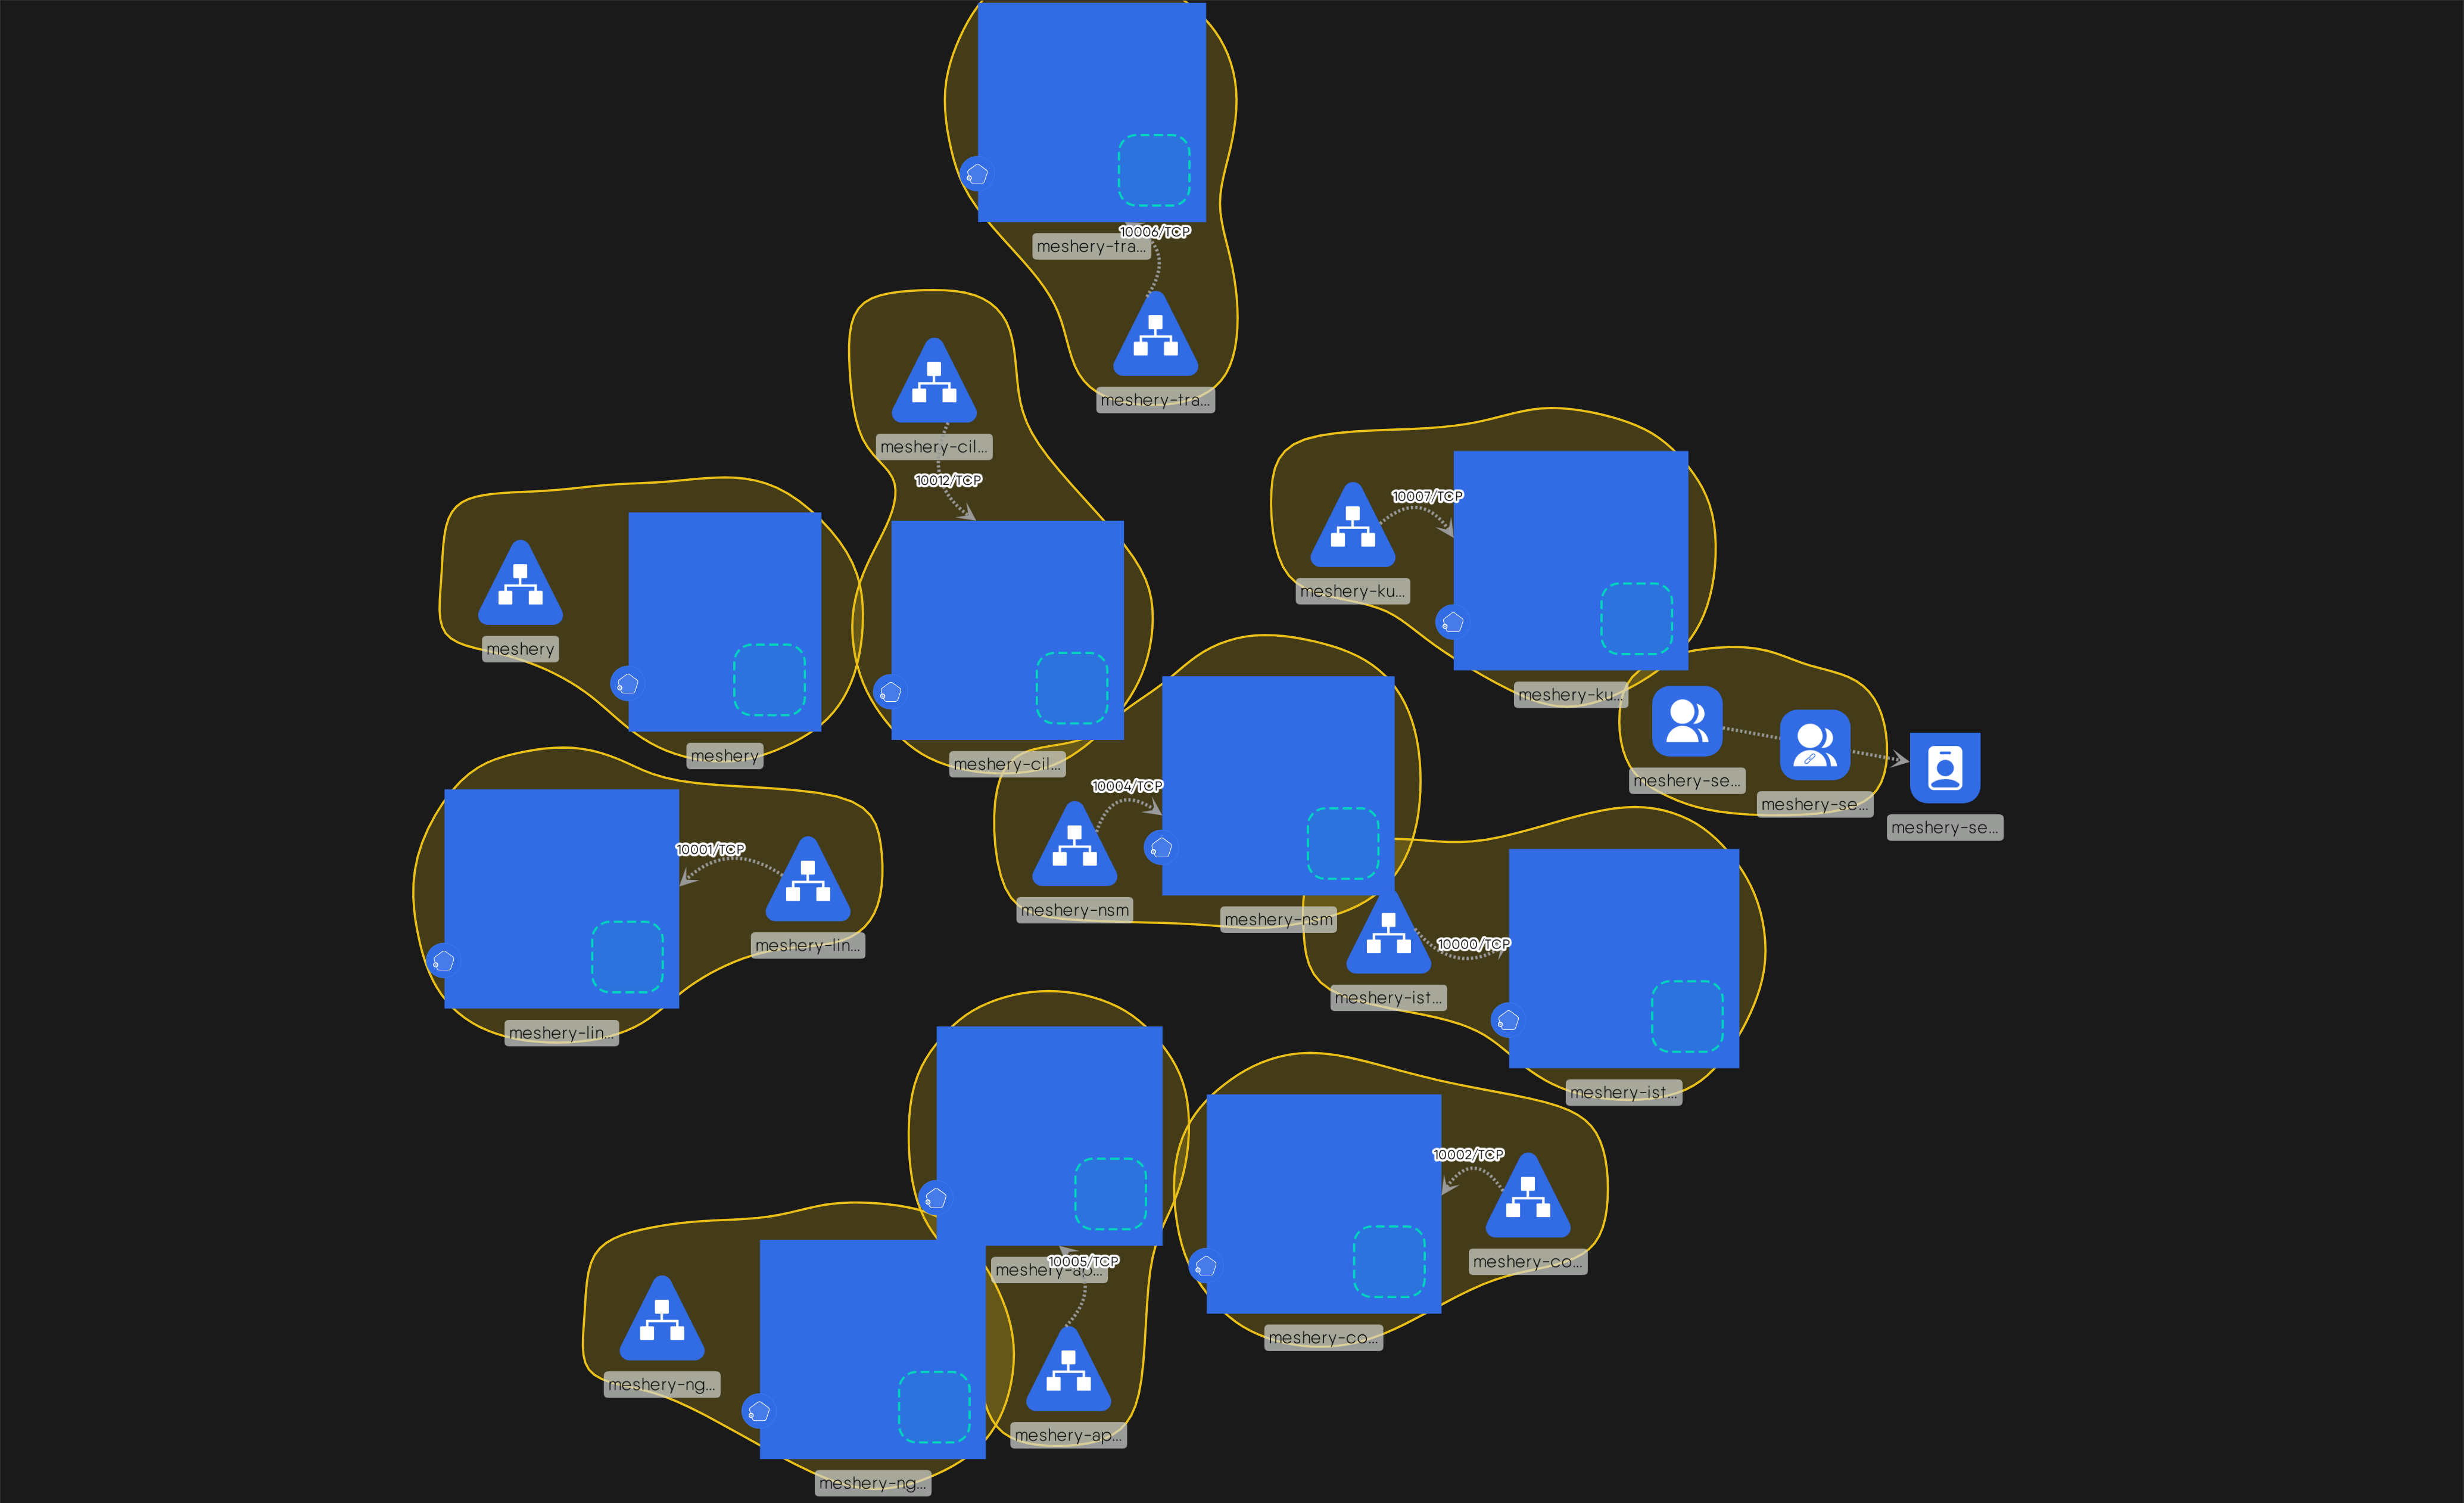 10006/TCP
meshery-tra...
meshery-tra...
meshery-cil...
10012/TCP
10007/TCP
meshery-ku...
meshery
meshery-ku...
meshery
meshery-cil...
meshery-se...
10004/TCP
meshery-se...
meshery-se...
10001/TCP
meshery-nsm
meshery-nsm
10000/TCP
meshery-lin...
meshery-ist...
meshery-lin...
meshery-ist...
10002/TCP
10005/TCP
meshery-ap...
meshery-co...
meshery-co...
meshery-ng...
meshery-ap...
meshery-ng...